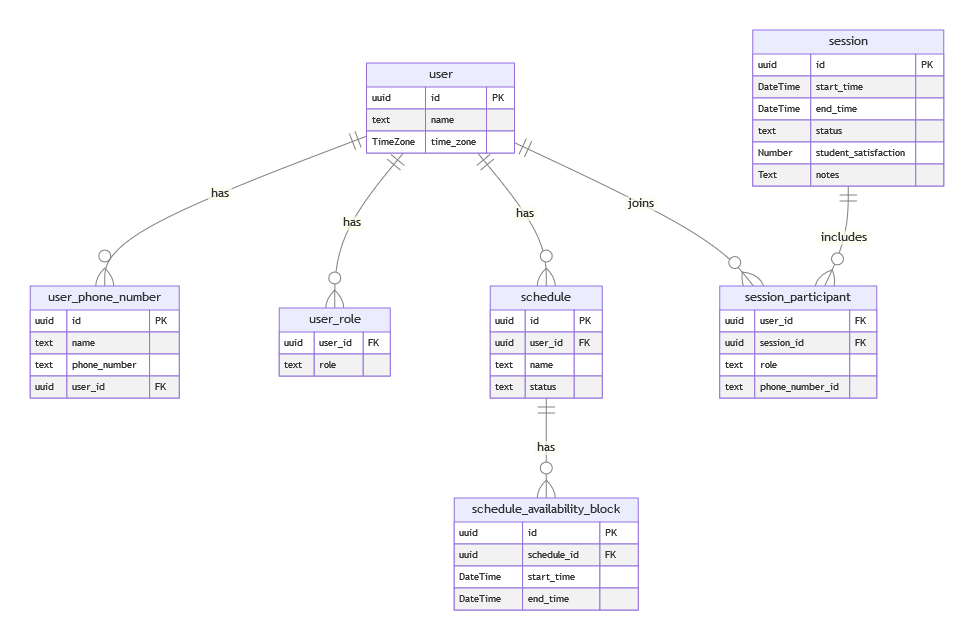 session
uuid id PK
DateTime start_time
DateTime end_time
text status
Number student_satisfaction
Text notes
user
uuid id PK
text name
TimeZone time_zone
has
has
has
joins
includes
user_phone_number
uuid id PK
text name
text phone_number
uuid user_id FK
user_role
uuid user_id FK
text role
schedule
uuid id PK
uuid user_id FK
text name
text status
session_participant
uuid user_id FK
uuid session_id FK
text role
text phone_number_id
has
schedule_availability_block
uuid id PK
uuid schedule_id FK
DateTime start_time
DateTime end_time